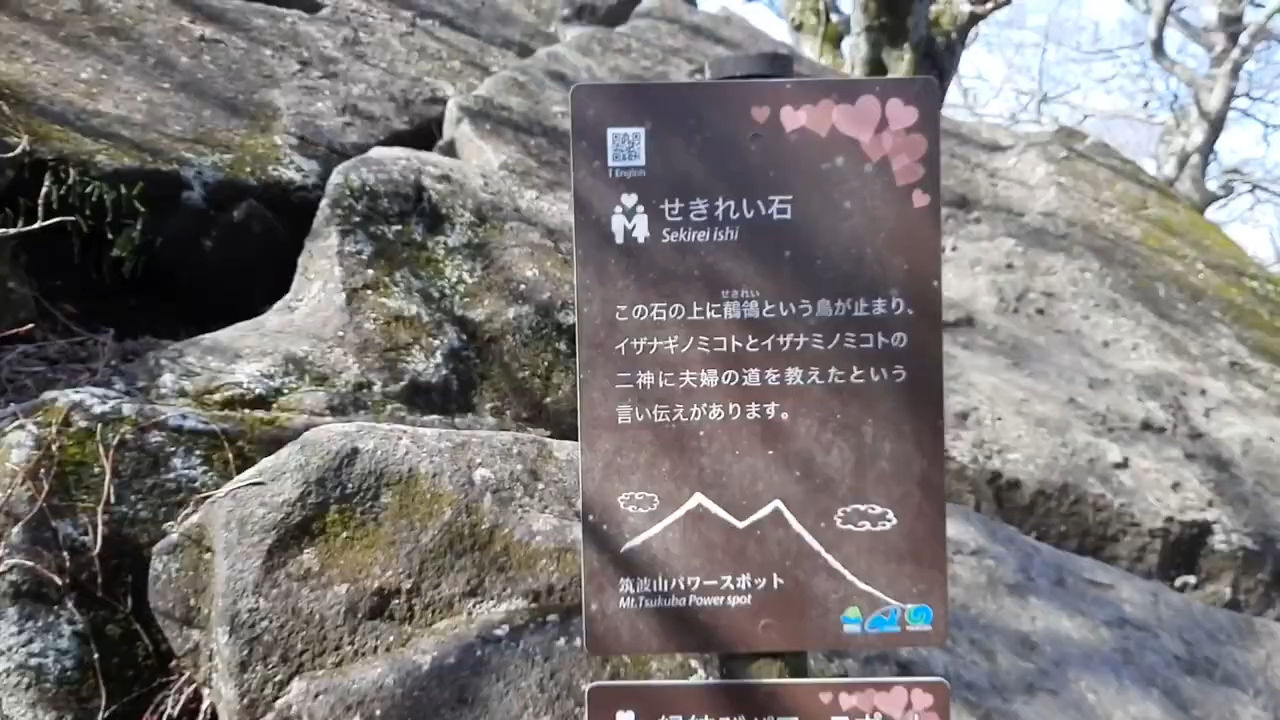 English
せきれい石
Sekirei ishi
せきれい
この石の上に鶺鴒という鳥が止まり、
イザナギノミコトとイザナミノミコトの
二神に夫婦の道を教えたという
言い伝えがあります。
筑波山パワースポット
Mt.Tsukuba Power spot